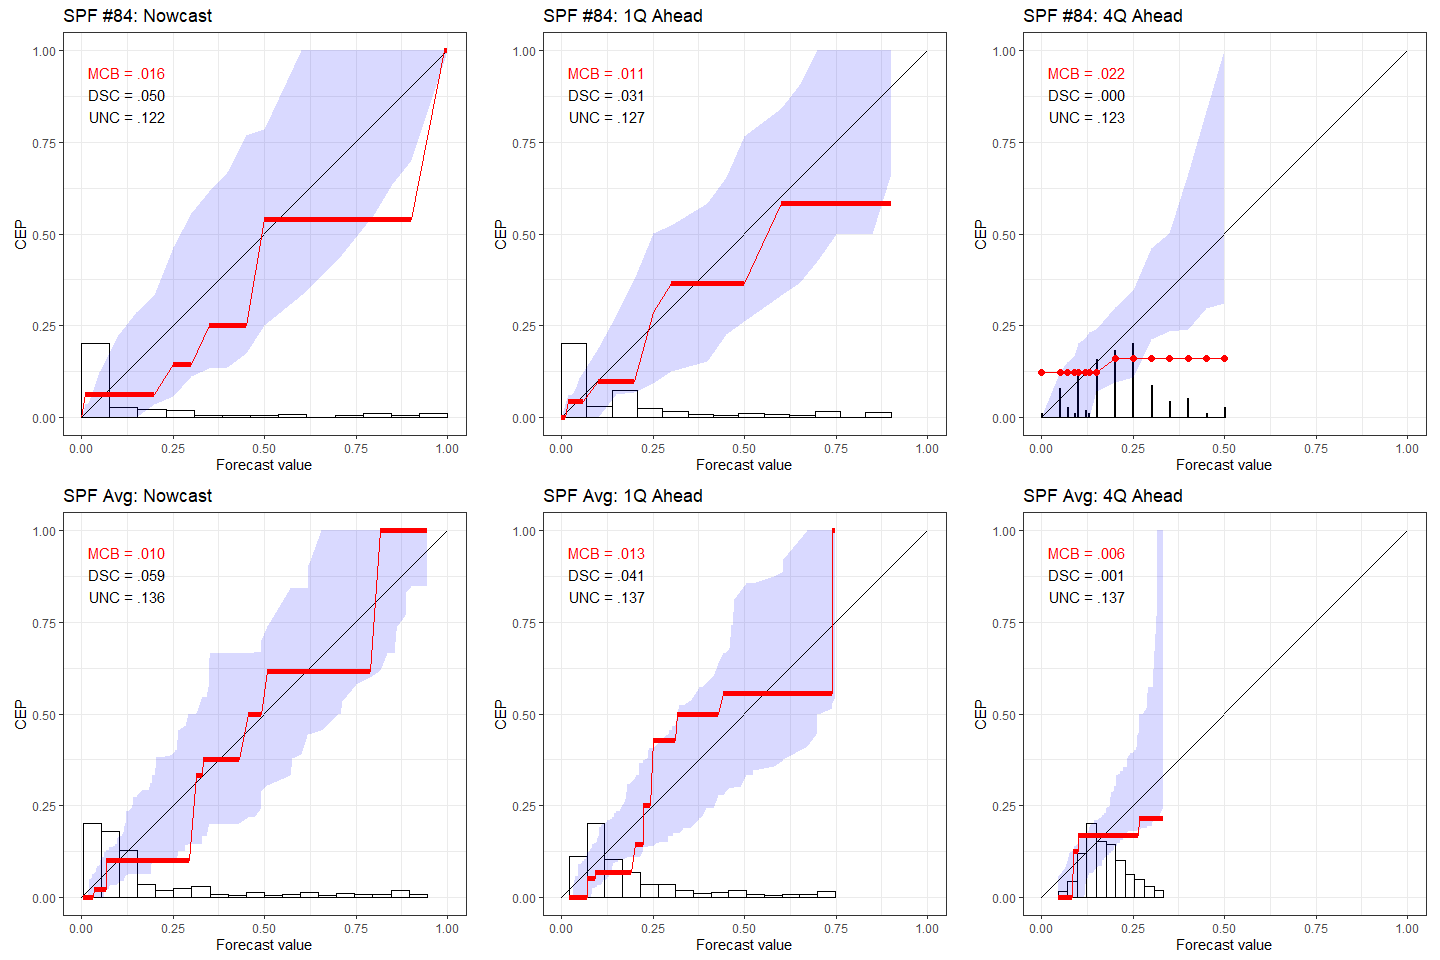 SPF #84: Nowcast
1.00
0.75
0.50
0.25
0.00
CEP
MCB = .016
DSC = .050
UNC = .122
0.00 0.25 0.50 0.75 1.00
Forecast value
SPF #84: 1Q Ahead
1.00
0.75
0.50
0.25
0.00
CEP
MCB = .011
DSC = .031
UNC = .127
0.00 0.25 0.50 0.75 1.00
Forecast value
SPF #84: 4Q Ahead
1.00
0.75
0.50
0.25
0.00
CEP
MCB = .022
DSC = .000
UNC = .123
0.00 0.25 0.50 0.75 1.00
Forecast value
SPF Avg: Nowcast
1.00
0.75
0.50
0.25
0.00
CEP
MCB = .010
DSC = .059
UNC = .136
0.00 0.25 0.50 0.75 1.00
Forecast value
SPF Avg: 1Q Ahead
1.00
0.75
0.50
0.25
0.00
CEP
MCB = .013
DSC = .041
UNC = .137
0.00 0.25 0.50 0.75 1.00
Forecast value
SPF Avg: 4Q Ahead
1.00
0.75
0.50
0.25
0.00
CEP
MCB = .006
DSC = .001
UNC = .137
0.00 0.25 0.50 0.75 1.00
Forecast value